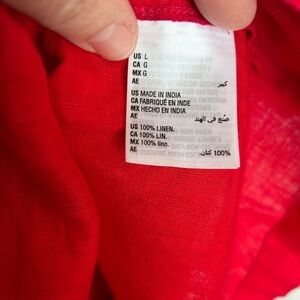 US L
CA G
MX G
AE كبير
US MADE IN INDIA
CA FABRIQUÉ EN INDE
MX HECHO EN INDIA
AE صنع في الهند
US 100% LINEN.
CA 100% LIN.
MX 100% lino.
AE 100% كتان.